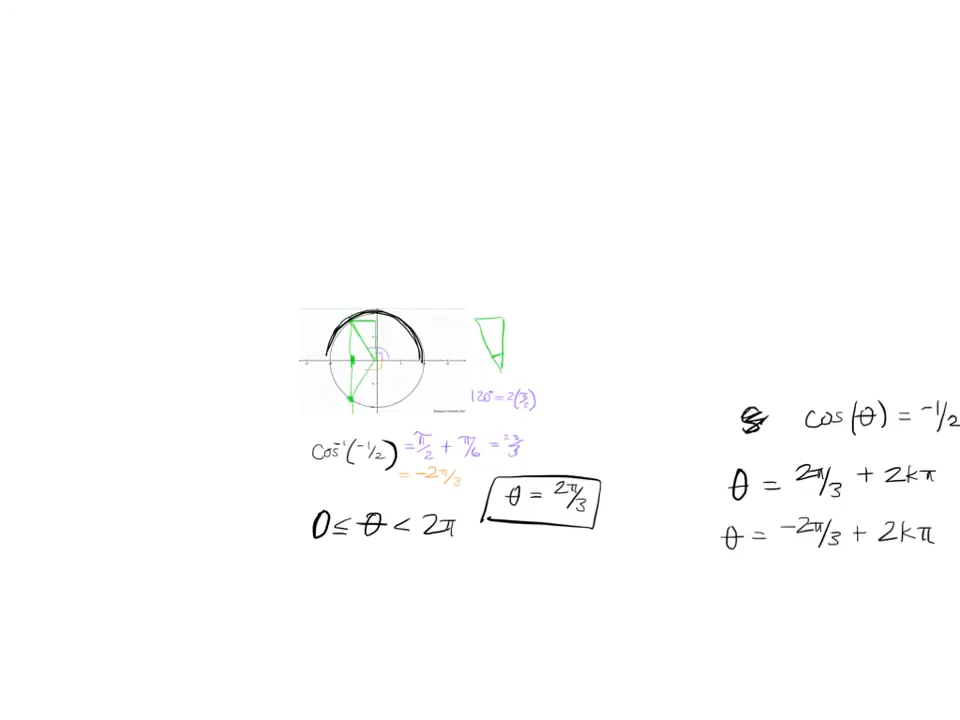 120° = 2(π/3)
cos⁻¹(-1/2) = π/2 + π/6 = 2π/3
= -2π/3
θ = 2π/3
0 ≤ θ < 2π
cos(θ) = -1/2
θ = 2π/3 + 2kπ
θ = -2π/3 + 2kπ